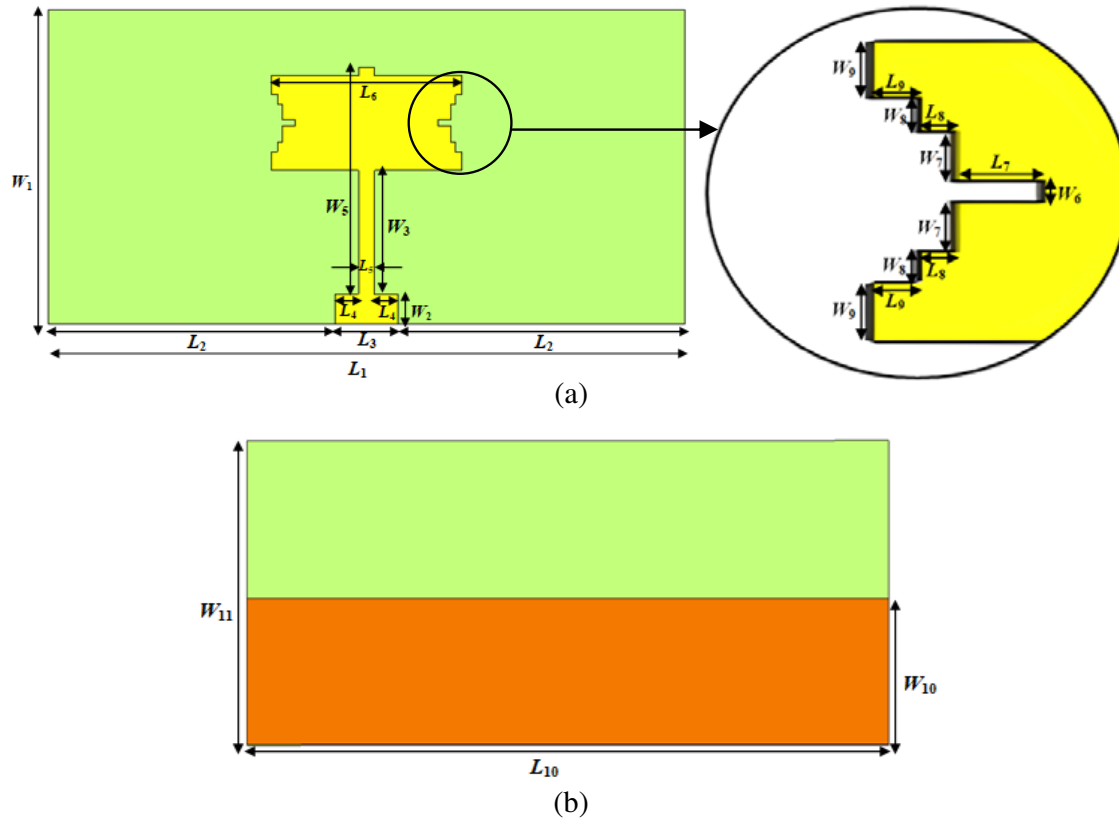 W₁
L₆
W₅
W₃
L₅
L₄
L₄
W₂
L₂
L₃
L₂
L₁
W₉
L₉
W₈
L₈
W₇
L₇
W₆
W₇
W₈
L₈
L₉
W₉
(a)
W₁₁
W₁₀
L₁₀
(b)